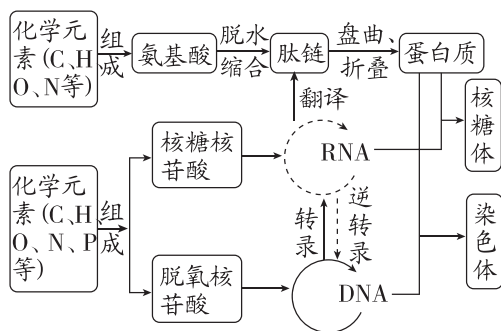 化学元
素(C、H
O、N等)
组
成
氨基酸
脱水
缩合
肽链
盘曲、
折叠
蛋白质
翻译
核糖核
苷酸
RNA
核
糖
体
化学元
素(C、H
O、N、P
等)
组
成
转
录
逆
转
录
染
色
体
脱氧核
苷酸
DNA